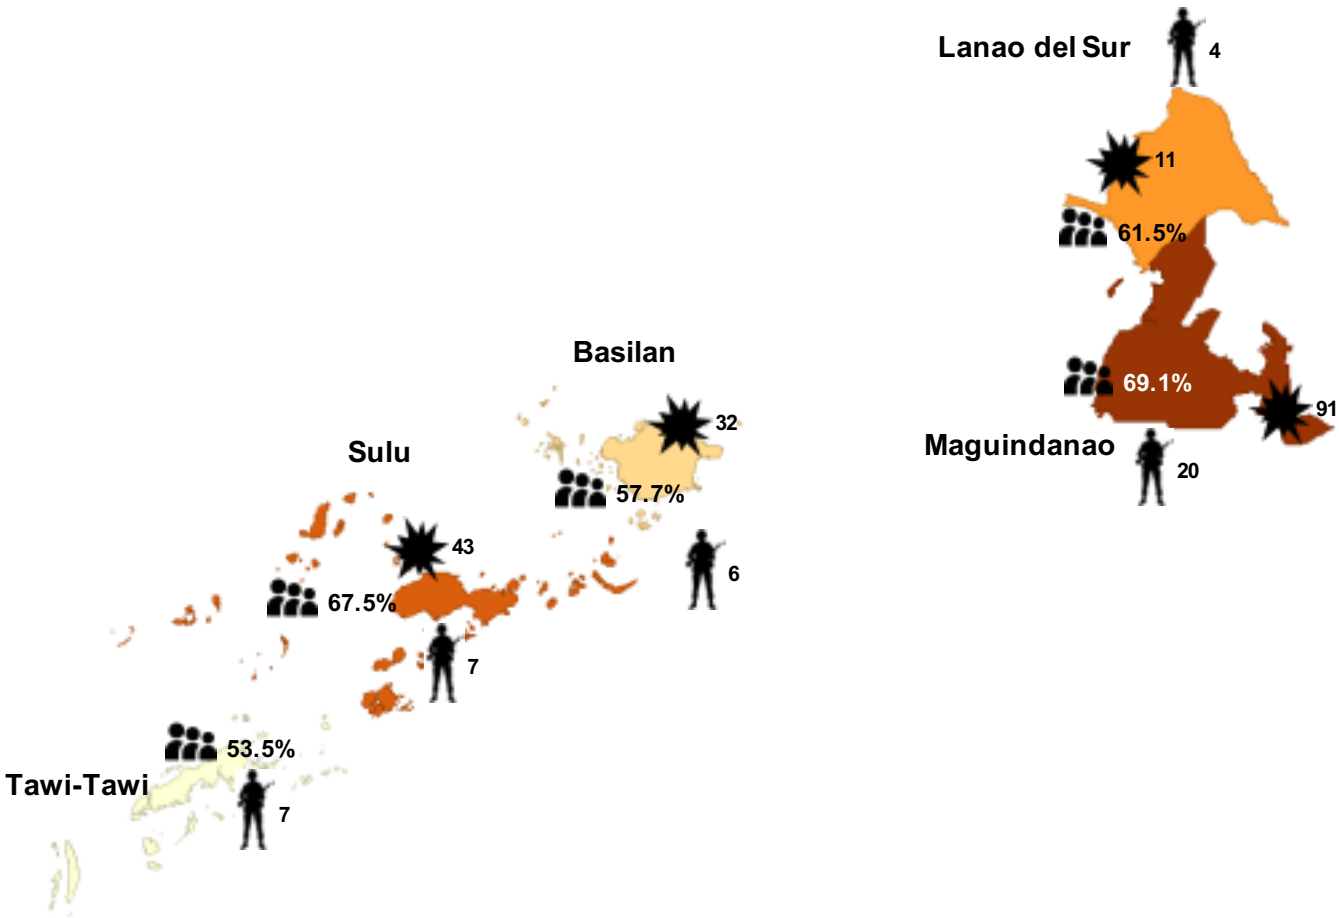 Lanao del Sur
4
11
61.5%
69.1%
91
Maguindanao
20
Basilan
32
57.7%
6
Sulu
43
67.5%
7
53.5%
Tawi-Tawi
7